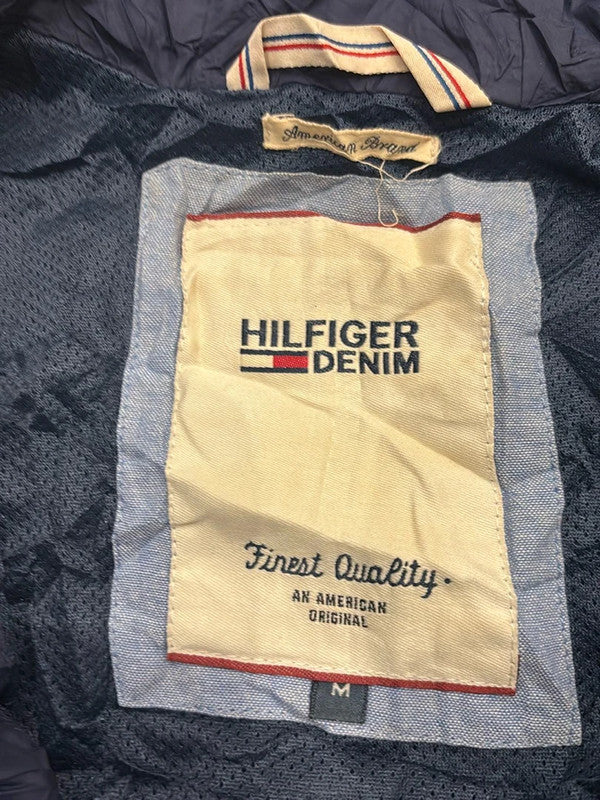 American Brand
HILFIGER
DENIM
Finest Quality.
AN AMERICAN
ORIGINAL
M